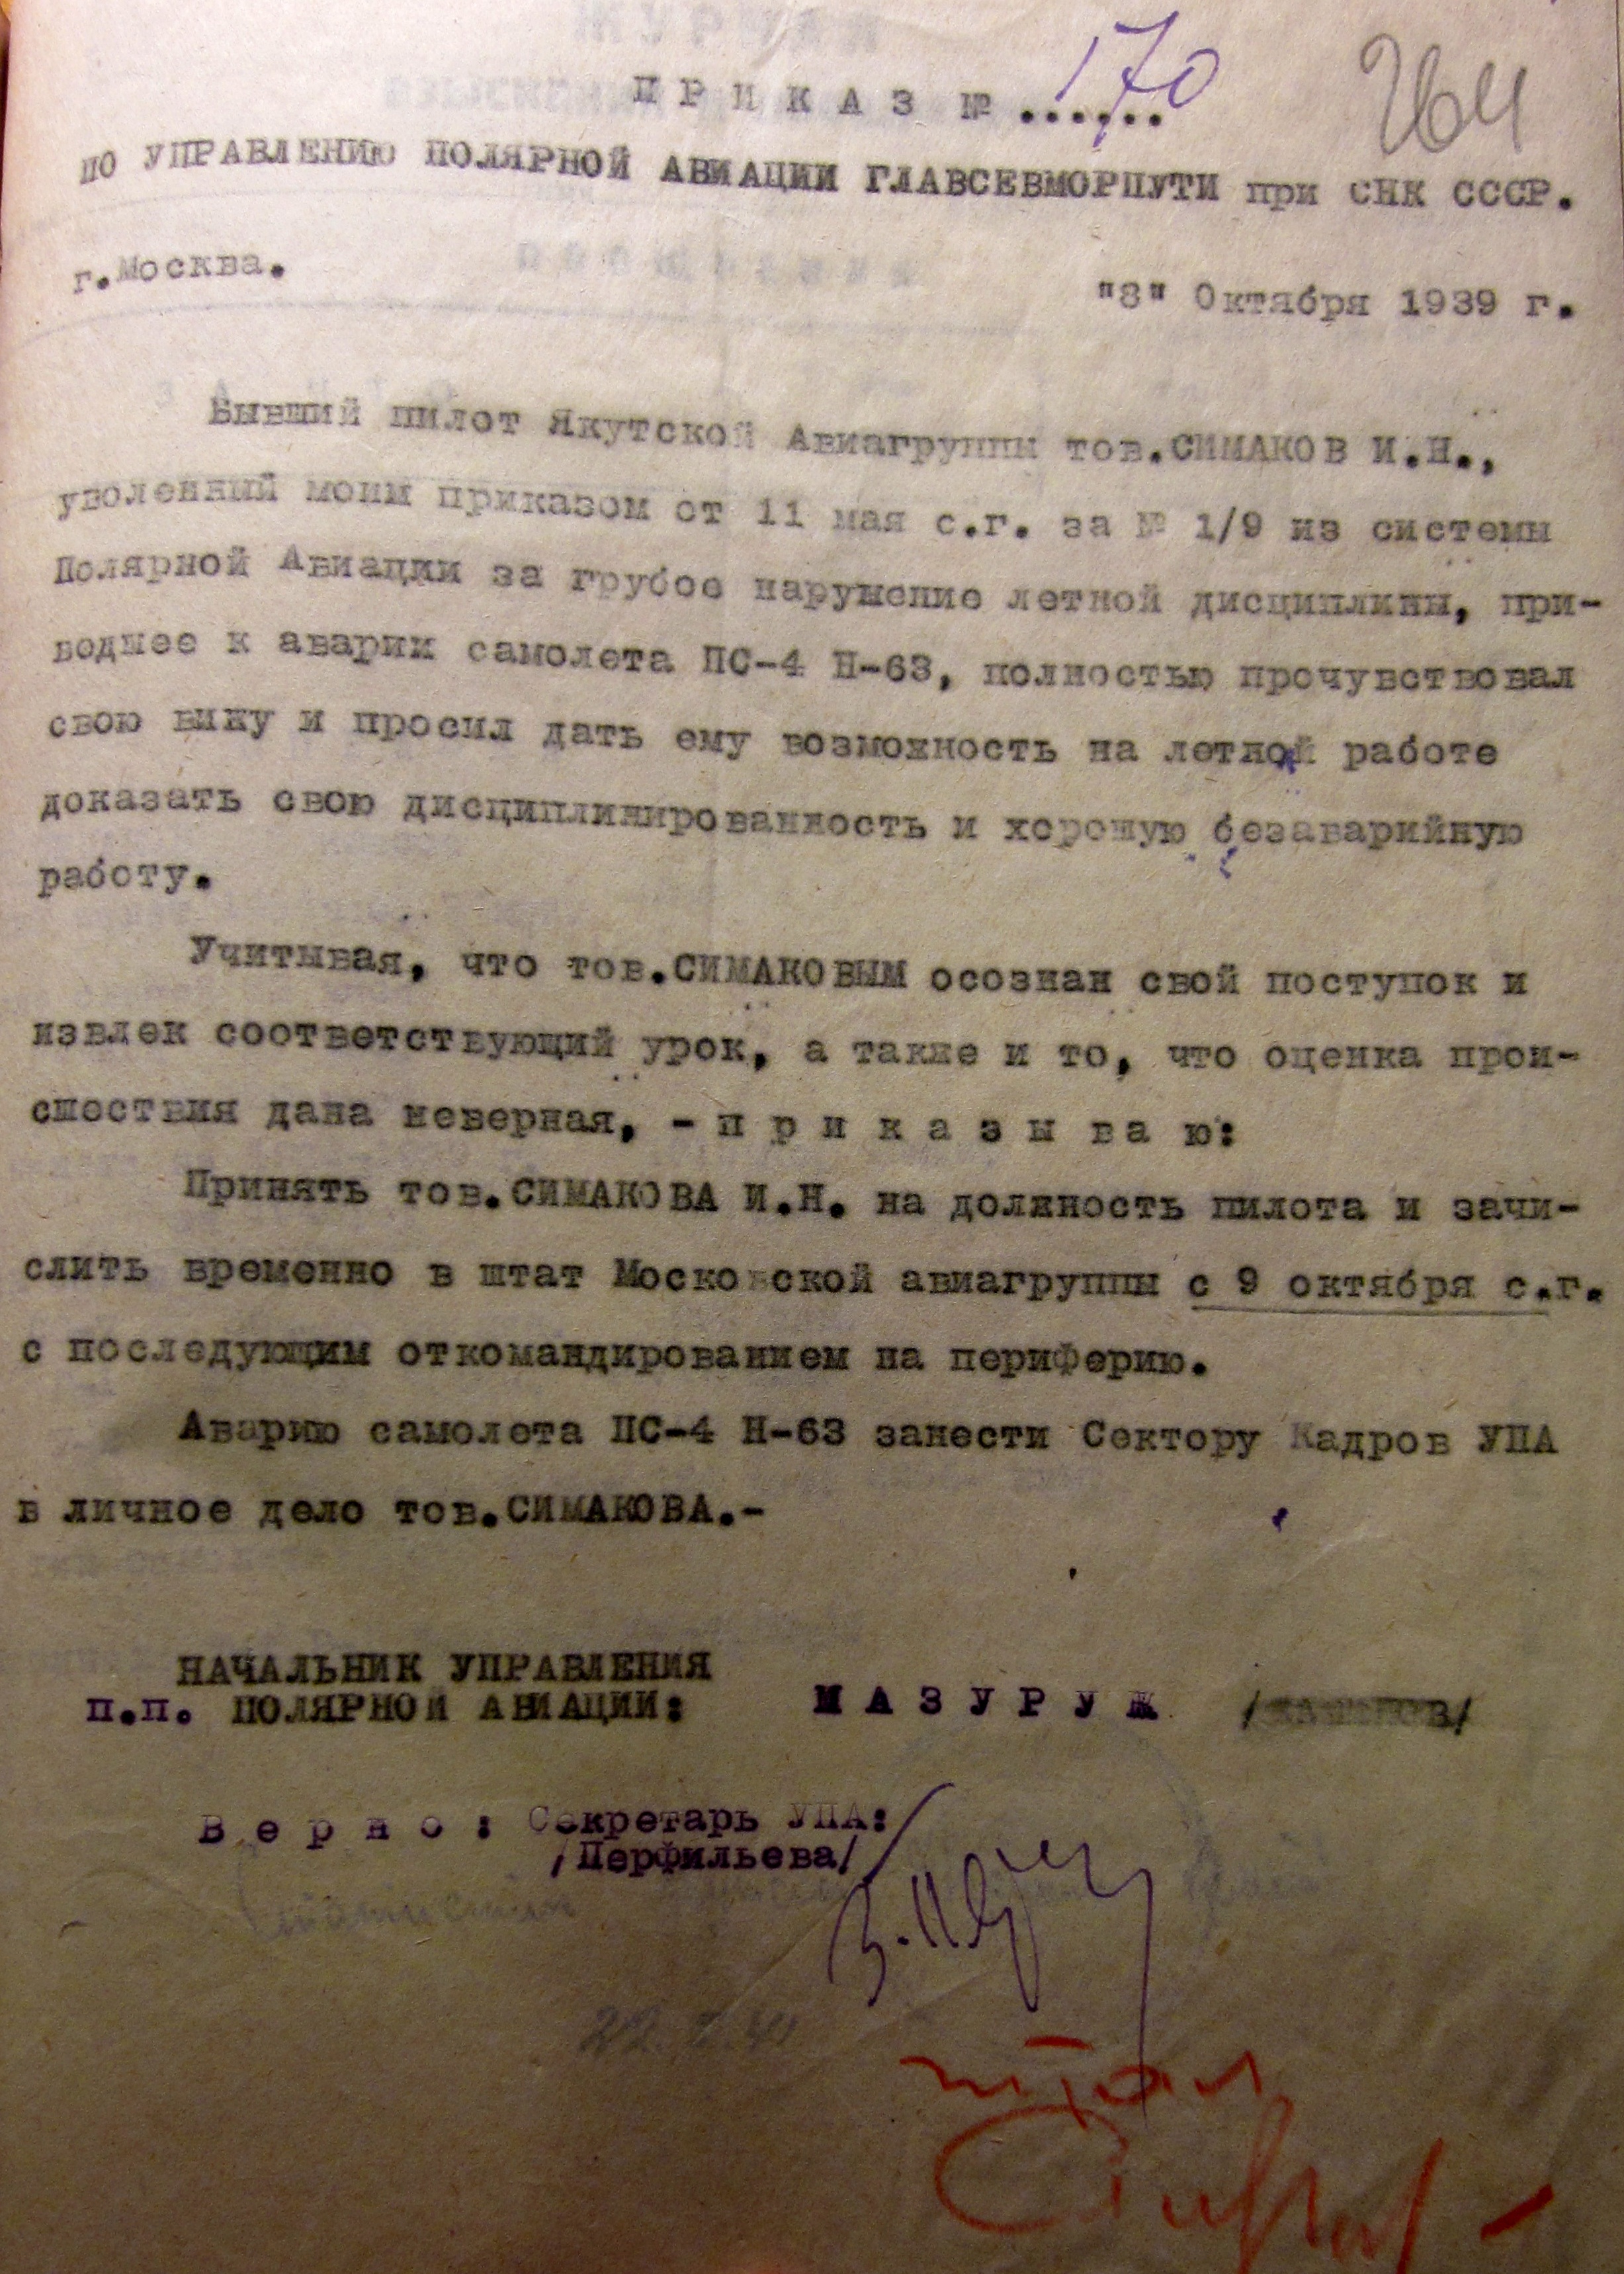 П Р И К А З № ...... 170
264
ПО УПРАВЛЕНИЮ ПОЛЯРНОЙ АВИАЦИИ ГЛАВСЕВМОРПУТИ при СНК СССР.
г.Москва.
"8" Октября 1939 г.
Бывший пилот Якутской Авиагруппы тов.СИМАКОВ И.Н.,
уволенный моим приказом от 11 мая с.г. за № 1/9 из системы
Полярной Авиации за грубое нарушение летной дисциплины, при-
ведшее к аварии самолета ПС-4 Н-63, полностью прочувствовал
свою вину и просил дать ему возможность на летной работе
доказать свою дисциплинированность и хорошую безаварийную
работу.
Учитывая, что тов.СИМАКОВЫМ осознан свой поступок и
извлек соответствующий урок, а также и то, что оценка прои-
сшествия дана неверная, - п р и к а з ы в а ю:
Принять тов.СИМАКОВА И.Н. на должность пилота и зачи-
слить временно в штат Московской авиагруппы с 9 октября с.г.
с последующим откомандированием на периферию.
Аварию самолета ПС-4 Н-63 занести Сектору Кадров УПА
в личное дело тов.СИМАКОВА.-
НАЧАЛЬНИК УПРАВЛЕНИЯ
п.п. ПОЛЯРНОЙ АВИАЦИИ: М А З У Р У К
В е р н о : Секретарь УПА:
/Перфильева/